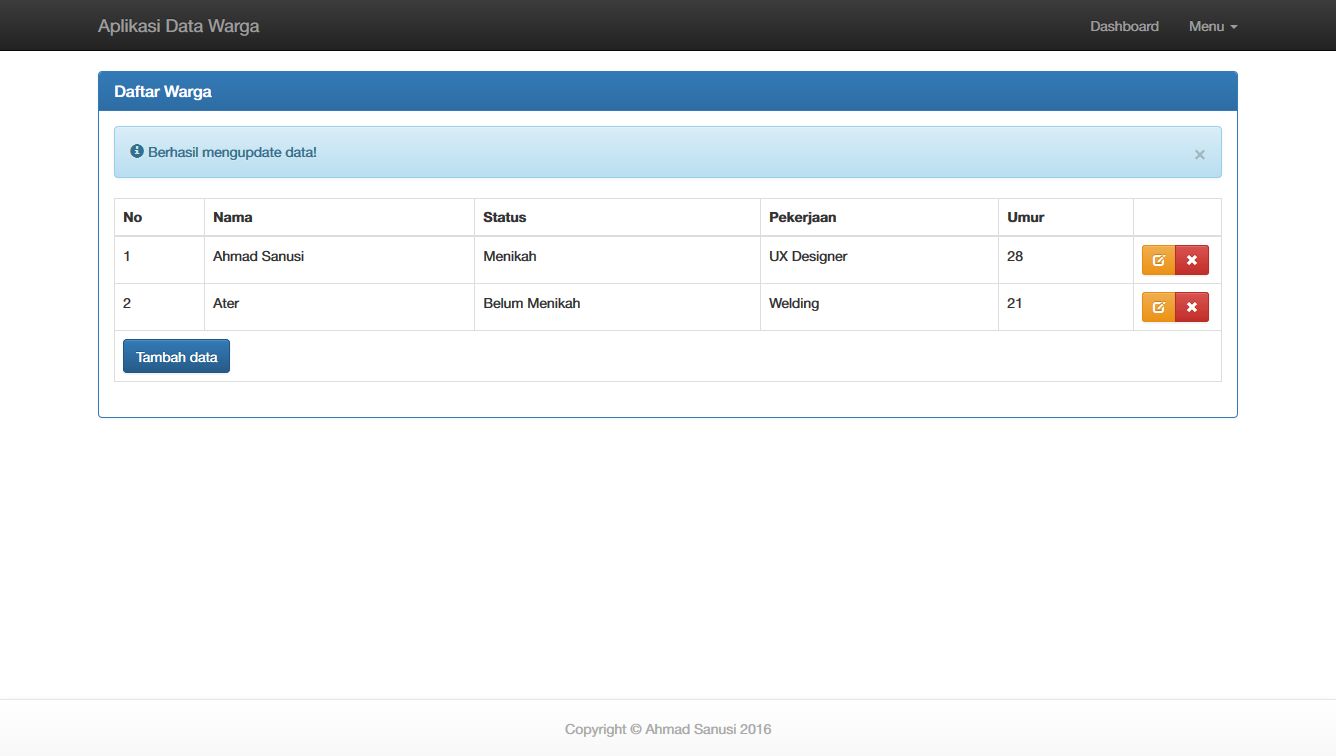 Aplikasi Data Warga Dashboard Menu
Daftar Warga
Berhasil mengupdate data! ×
No Nama Status Pekerjaan Umur
1 Ahmad Sanusi Menikah UX Designer 28
2 Ater Belum Menikah Welding 21
Tambah data
Copyright © Ahmad Sanusi 2016